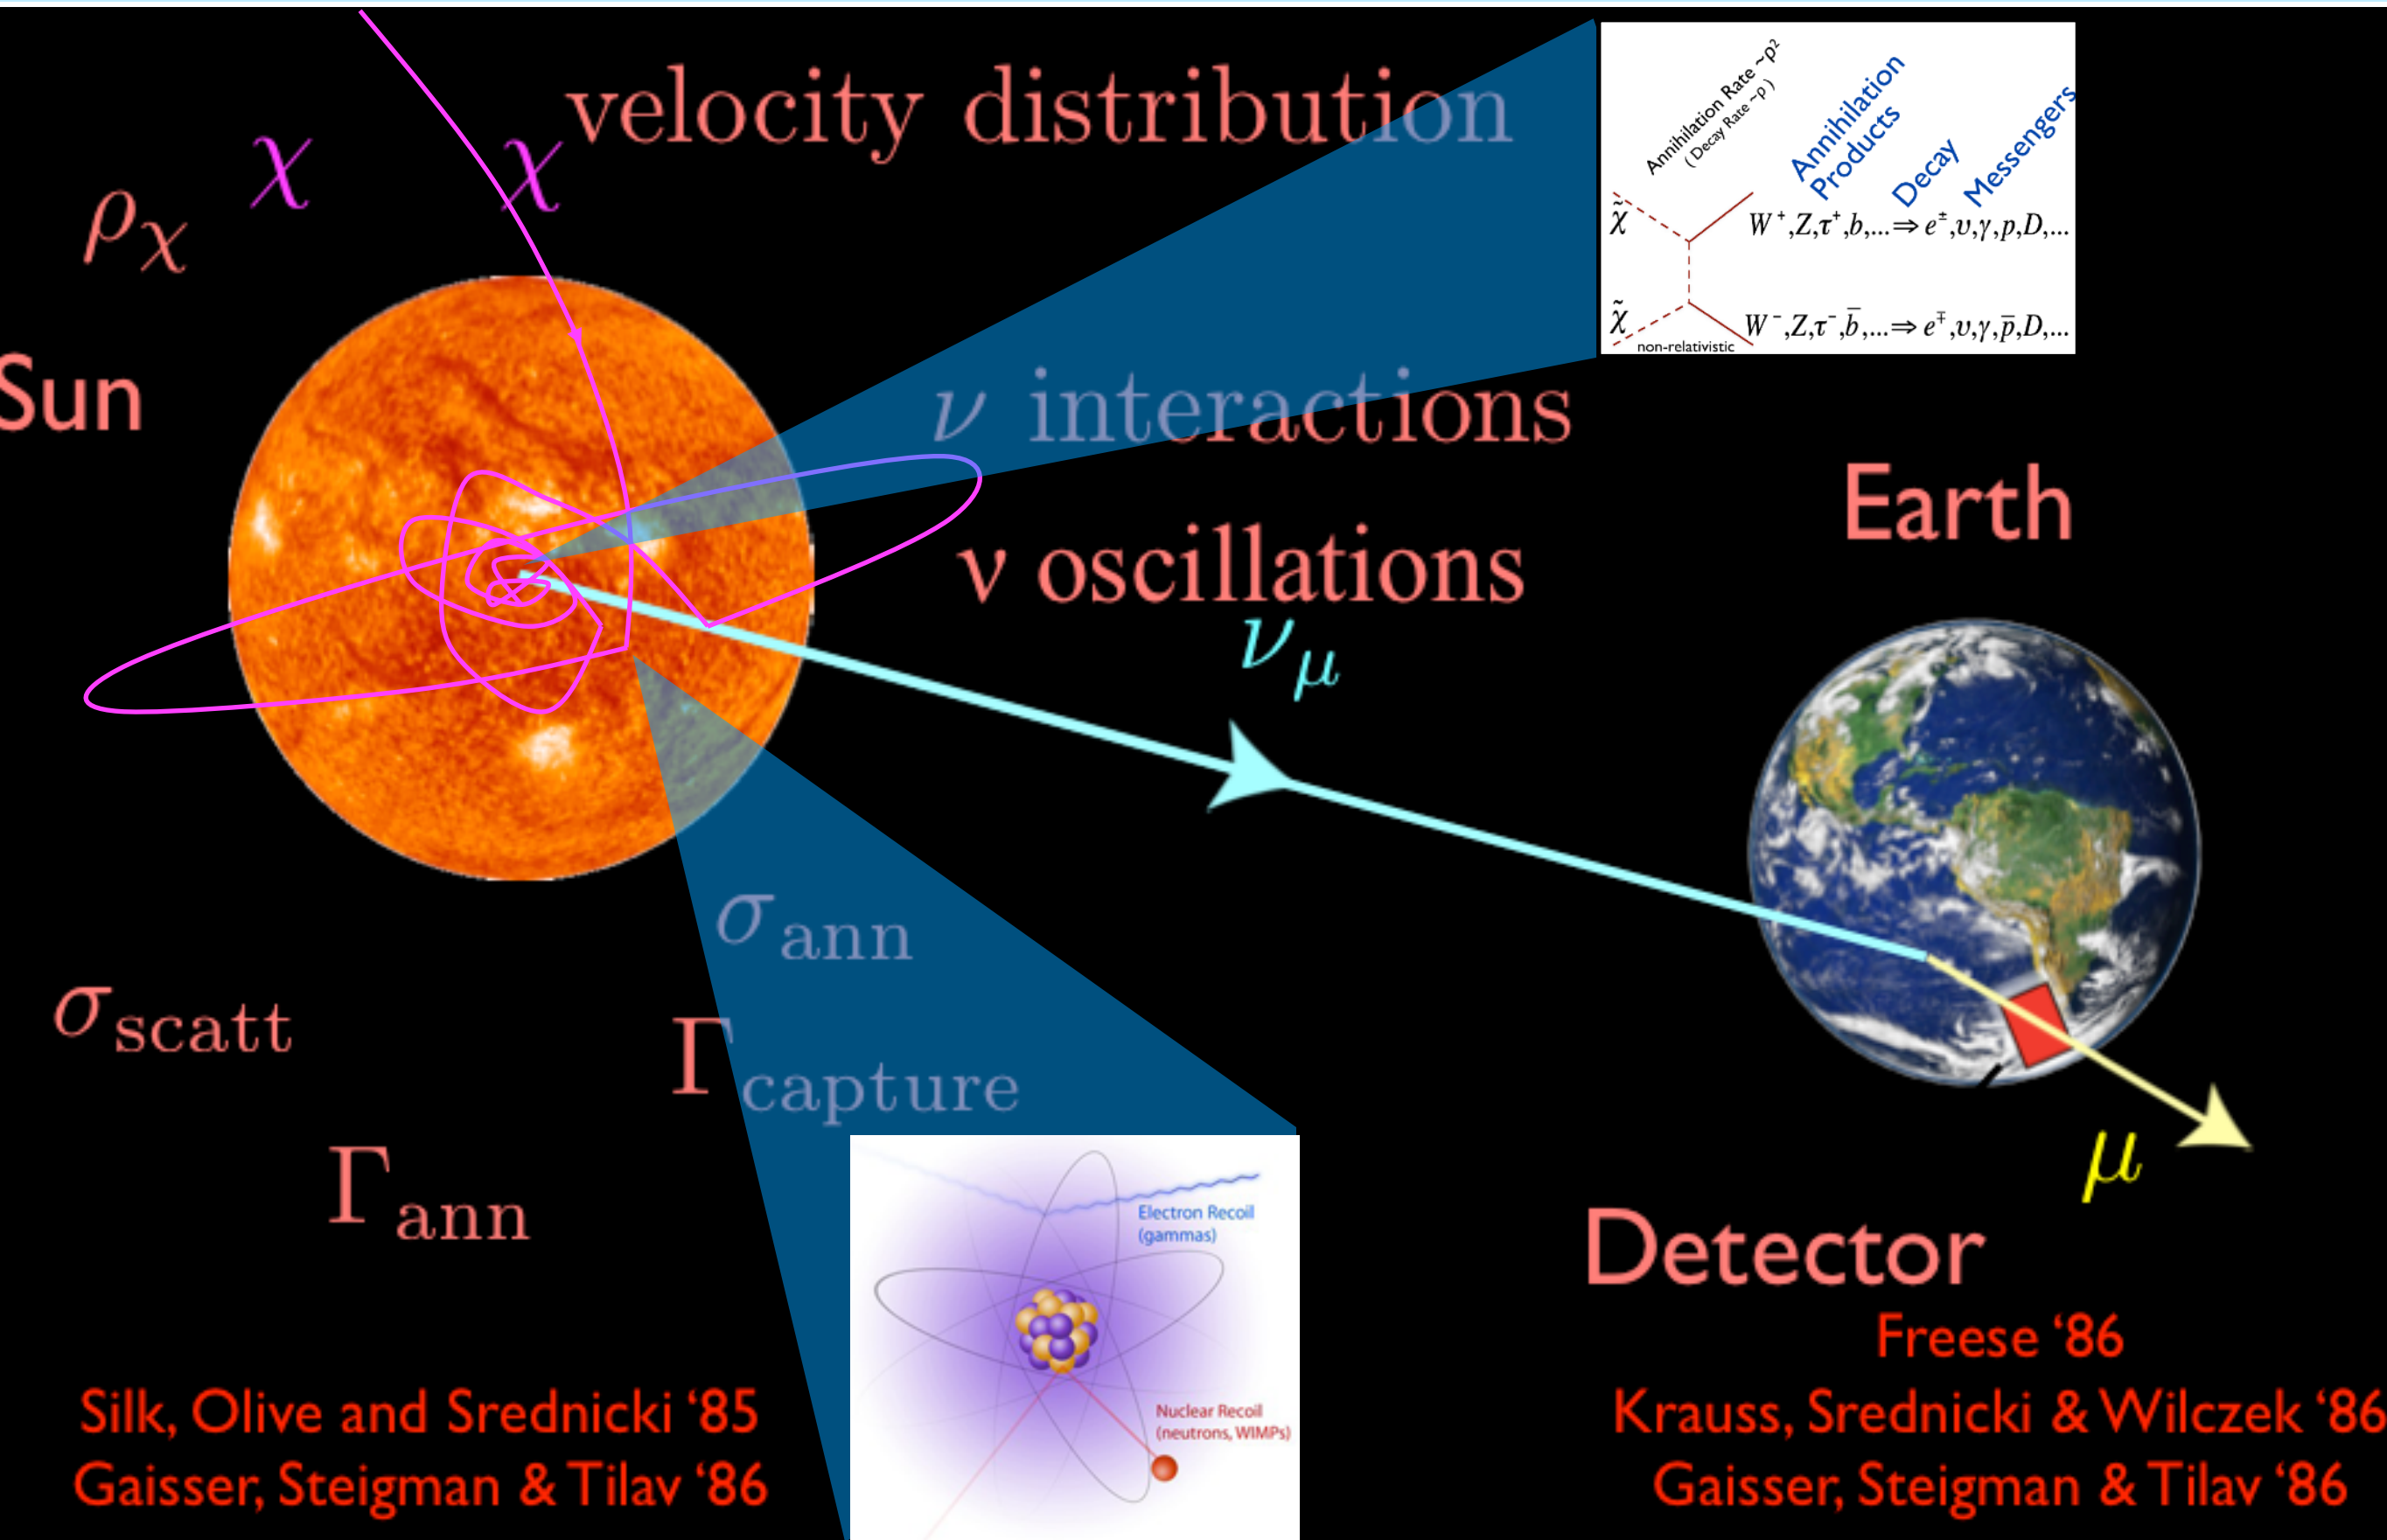 velocity distribution
χ
χ
ρχ
Sun
Annihilation Rate ~ρ²
( Decay Rate ~ρ )
Annihilation
Products
Decay
Messengers
χ̃
W⁺,Z,τ⁺,b,...⇒ e±,υ,γ,p,D,...
χ̃
W⁻,Z,τ⁻,b̄,...⇒ e∓,υ,γ,p̄,D,...
non-relativistic
ν interactions
ν oscillations
νμ
Earth
σann
σscatt
Γcapture
Γann
Electron Recoil
(gammas)
Nuclear Recoil
(neutrons, WIMPs)
μ
Detector
Silk, Olive and Srednicki ‘85
Gaisser, Steigman & Tilav ‘86
Freese ‘86
Krauss, Srednicki & Wilczek ‘86
Gaisser, Steigman & Tilav ‘86